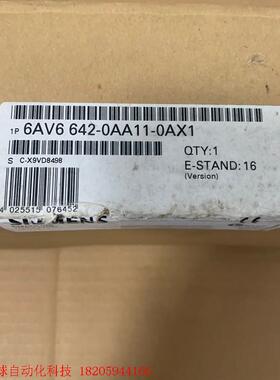 1P 6AV6 642-0AA11-0AX1
S C-X9VD8498
QTY:1
E-STAND:16
(Version)
4 025515 076452
SIEMENS
球自动化科技 18205944166